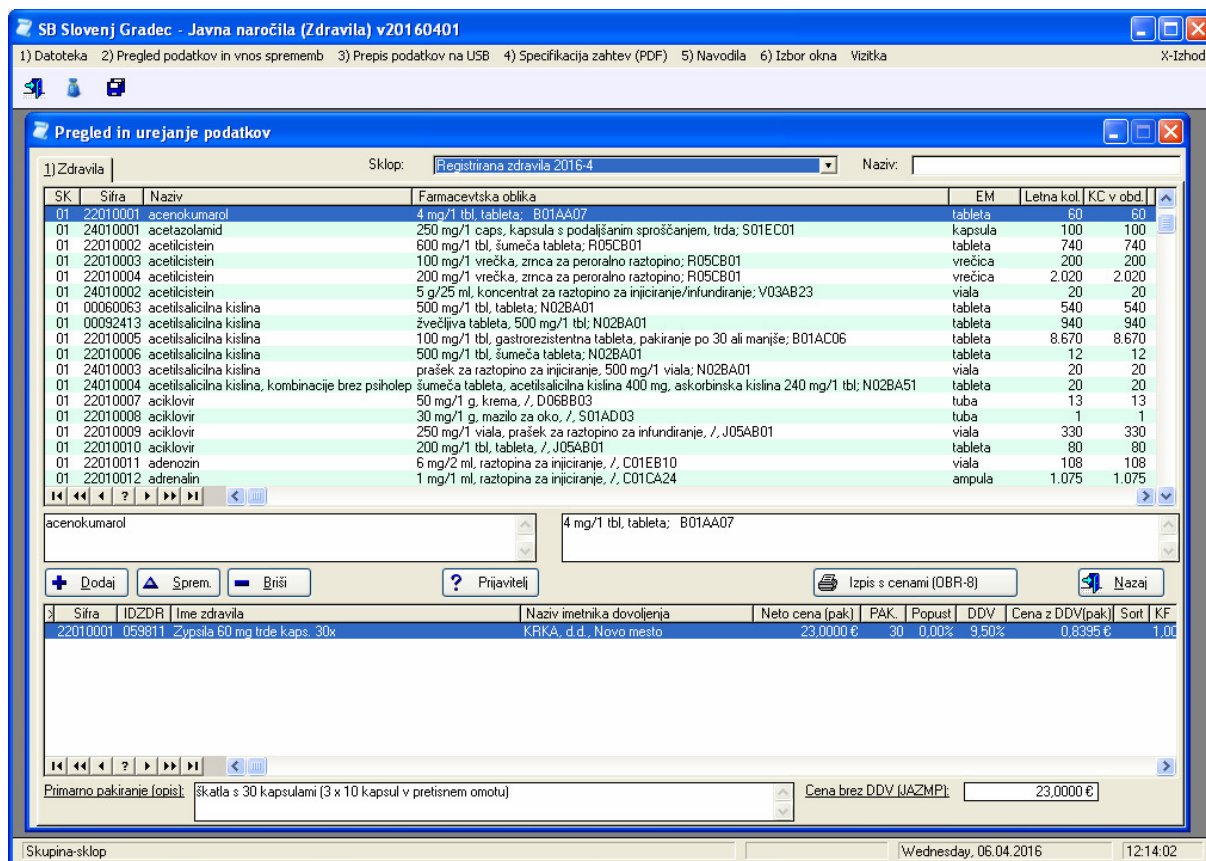 SB Slovenj Gradec - Javna naročila (Zdravila) v20160401
1) Datoteka 2) Pregled podatkov in vnos sprememb 3) Prepis podatkov na USB 4) Specifikacija zahtev (PDF) 5) Navodila 6) Izbor okna Vizitka X-Izhod
Pregled in urejanje podatkov
1) Zdravila Sklop: Registrirana zdravila 2016-4 Naziv:
SK Sifra Naziv Farmacevtska oblika EM Letna kol. KC v obd.
01 22010001 acenokumarol 4 mg/1 tbl, tableta; B01AA07 tableta 60 60
01 24010001 acetazolamid 250 mg/1 caps, kapsula s podaljšanim sproščanjem, trda; S01EC01 kapsula 100 100
01 22010002 acetilcistein 600 mg/1 tbl, šumeča tableta; R05CB01 tableta 740 740
01 22010003 acetilcistein 100 mg/1 vrečka, zrnca za peroralno raztopino; R05CB01 vrečica 200 200
01 22010004 acetilcistein 200 mg/1 vrečka, zrnca za peroralno raztopino; R05CB01 vrečica 2.020 2.020
01 24010002 acetilcistein 5 g/25 ml, koncentrat za raztopino za injiciranje/infundiranje; V03AB23 viala 20 20
01 00060063 acetilsalicilna kislina 500 mg/1 tbl, tableta; N02BA01 tableta 540 540
01 00092413 acetilsalicilna kislina žvečljiva tableta, 500 mg/1 tbl; N02BA01 tableta 940 940
01 22010005 acetilsalicilna kislina 100 mg/1 tbl, gastrorezistentna tableta, pakiranje po 30 ali manjše; B01AC06 tableta 8.670 8.670
01 22010006 acetilsalicilna kislina 500 mg/1 tbl, šumeča tableta; N02BA01 tableta 12 12
01 24010003 acetilsalicilna kislina prašek za raztopino za injiciranje, 500 mg/1 viala; N02BA01 viala 20 20
01 24010004 acetilsalicilna kislina, kombinacije brez psiholep šumeča tableta, acetilsalicilna kislina 400 mg, askorbinska kislina 240 mg/1 tbl; N02BA51 tableta 20 20
01 22010007 aciklovir 50 mg/1 g, krema, /, D06BB03 tuba 13 13
01 22010008 aciklovir 30 mg/1 g, mazilo za oko, /, S01AD03 tuba 1 1
01 22010009 aciklovir 250 mg/1 viala, prašek za raztopino za infundiranje, /, J05AB01 viala 330 330
01 22010010 aciklovir 200 mg/1 tbl, tableta, /, J05AB01 tableta 80 80
01 22010011 adenozin 6 mg/2 ml, raztopina za injiciranje, /, C01EB10 viala 108 108
01 22010012 adrenalin 1 mg/1 ml, raztopina za injiciranje, /, C01CA24 ampula 1.075 1.075
acenokumarol 4 mg/1 tbl, tableta; B01AA07
Dodaj Sprem. Briši ? Prijavitelj Izpis s cenami (OBR-8) Nazaj
Sifra IDZDR Ime zdravila Naziv imetnika dovoljenja Neto cena (pak) PAK. Popust DDV Cena z DDV(pak) Sort KF
22010001 059811 Zypsila 60 mg trde kaps. 30x KRKA, d.d., Novo mesto 23,0000 € 30 0,00% 9,50% 0,8395 € 1,00
Primarno pakiranje (opis): škatla s 30 kapsulami (3 x 10 kapsul v pretisnem omotu) Cena brez DDV (JAZMP): 23,0000 €
Skupina-sklop Wednesday, 06.04.2016 12:14:02